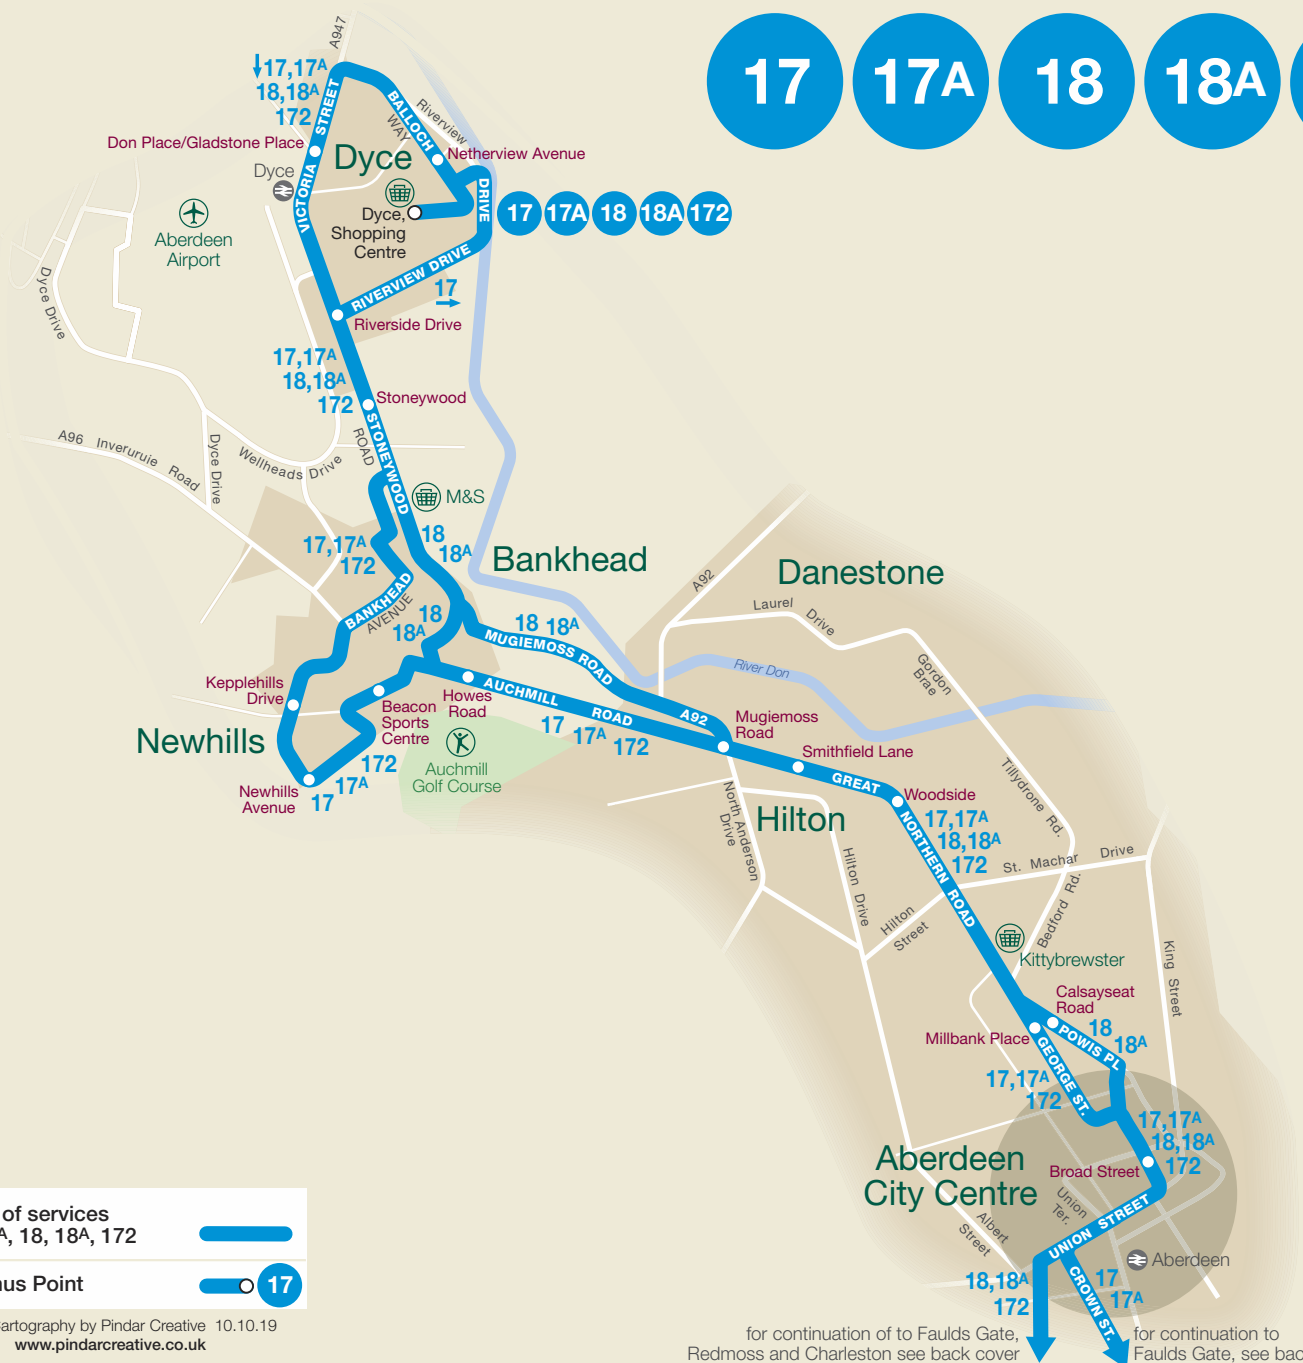 17 17A 18 18A
A947
17,17A
18,18A
172
VICTORIA STREET
BALLOCH
WAY
Riverview
Don Place/Gladstone Place
Dyce
Dyce
Netherview Avenue
DRIVE
17 17A 18 18A 172
Dyce,
Shopping
Centre
Aberdeen
Airport
RIVERVIEW DRIVE
17
Dyce Drive
Riverside Drive
17,17A
18,18A
172
Stoneywood
STONEYWOOD
ROAD
A96 Inveruruie Road
Dyce Drive
Wellheads Drive
M&S
18
18A
17,17A
172
Bankhead
Danestone
A92
Laurel Drive
BANKHEAD
AVENUE
18
18A
18 18A
MUGIEMOSS ROAD
River Don
Gordon
Brae
Kepplehills
Drive
Beacon
Sports
Centre
Howes
Road
AUCHMILL ROAD
A92
17 17A 172
Mugiemoss
Road
Smithfield Lane
Newhills
172
17A
17
Newhills
Avenue
Auchmill
Golf Course
GREAT
NORTHERN ROAD
Woodside
17,17A
18,18A
172
Tillydrone Rd.
North Anderson
Drive
Hilton
Hilton Drive
Hilton
Street
St. Machar Drive
Bedford Rd.
Kittybrewster
King Street
Calsayseat
Road
18
18A
POWIS PL
Millbank Place
GEORGE ST.
17,17A
172
17,17A
18,18A
172
Aberdeen
City Centre
Broad Street
Union
Ter.
UNION STREET
Albert
Street
Aberdeen
18,18A
172
CROWN ST.
17
17A
for continuation of to Faulds Gate,
Redmoss and Charleston see back cover
for continuation to
Faulds Gate, see bac
of services
A, 18, 18A, 172
us Point
17
artography by Pindar Creative 10.10.19
www.pindarcreative.co.uk